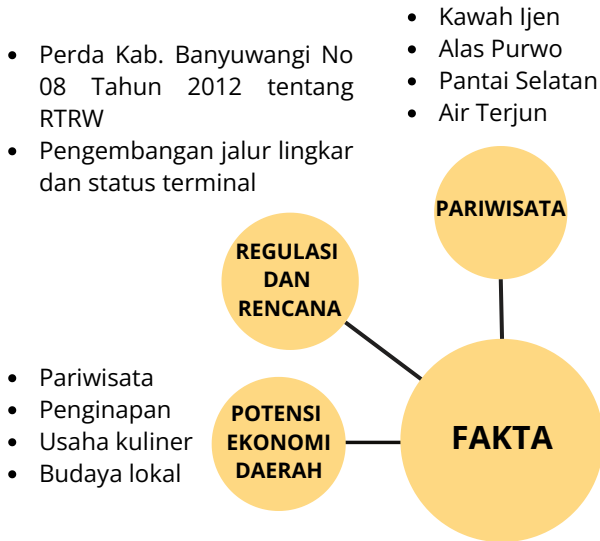 • Perda Kab. Banyuwangi No
08 Tahun 2012 tentang
RTRW
• Pengembangan jalur lingkar
dan status terminal
• Kawah Ijen
• Alas Purwo
• Pantai Selatan
• Air Terjun
PARIWISATA
REGULASI
DAN
RENCANA
• Pariwisata
• Penginapan
• Usaha kuliner
• Budaya lokal
POTENSI
EKONOMI
DAERAH
FAKTA